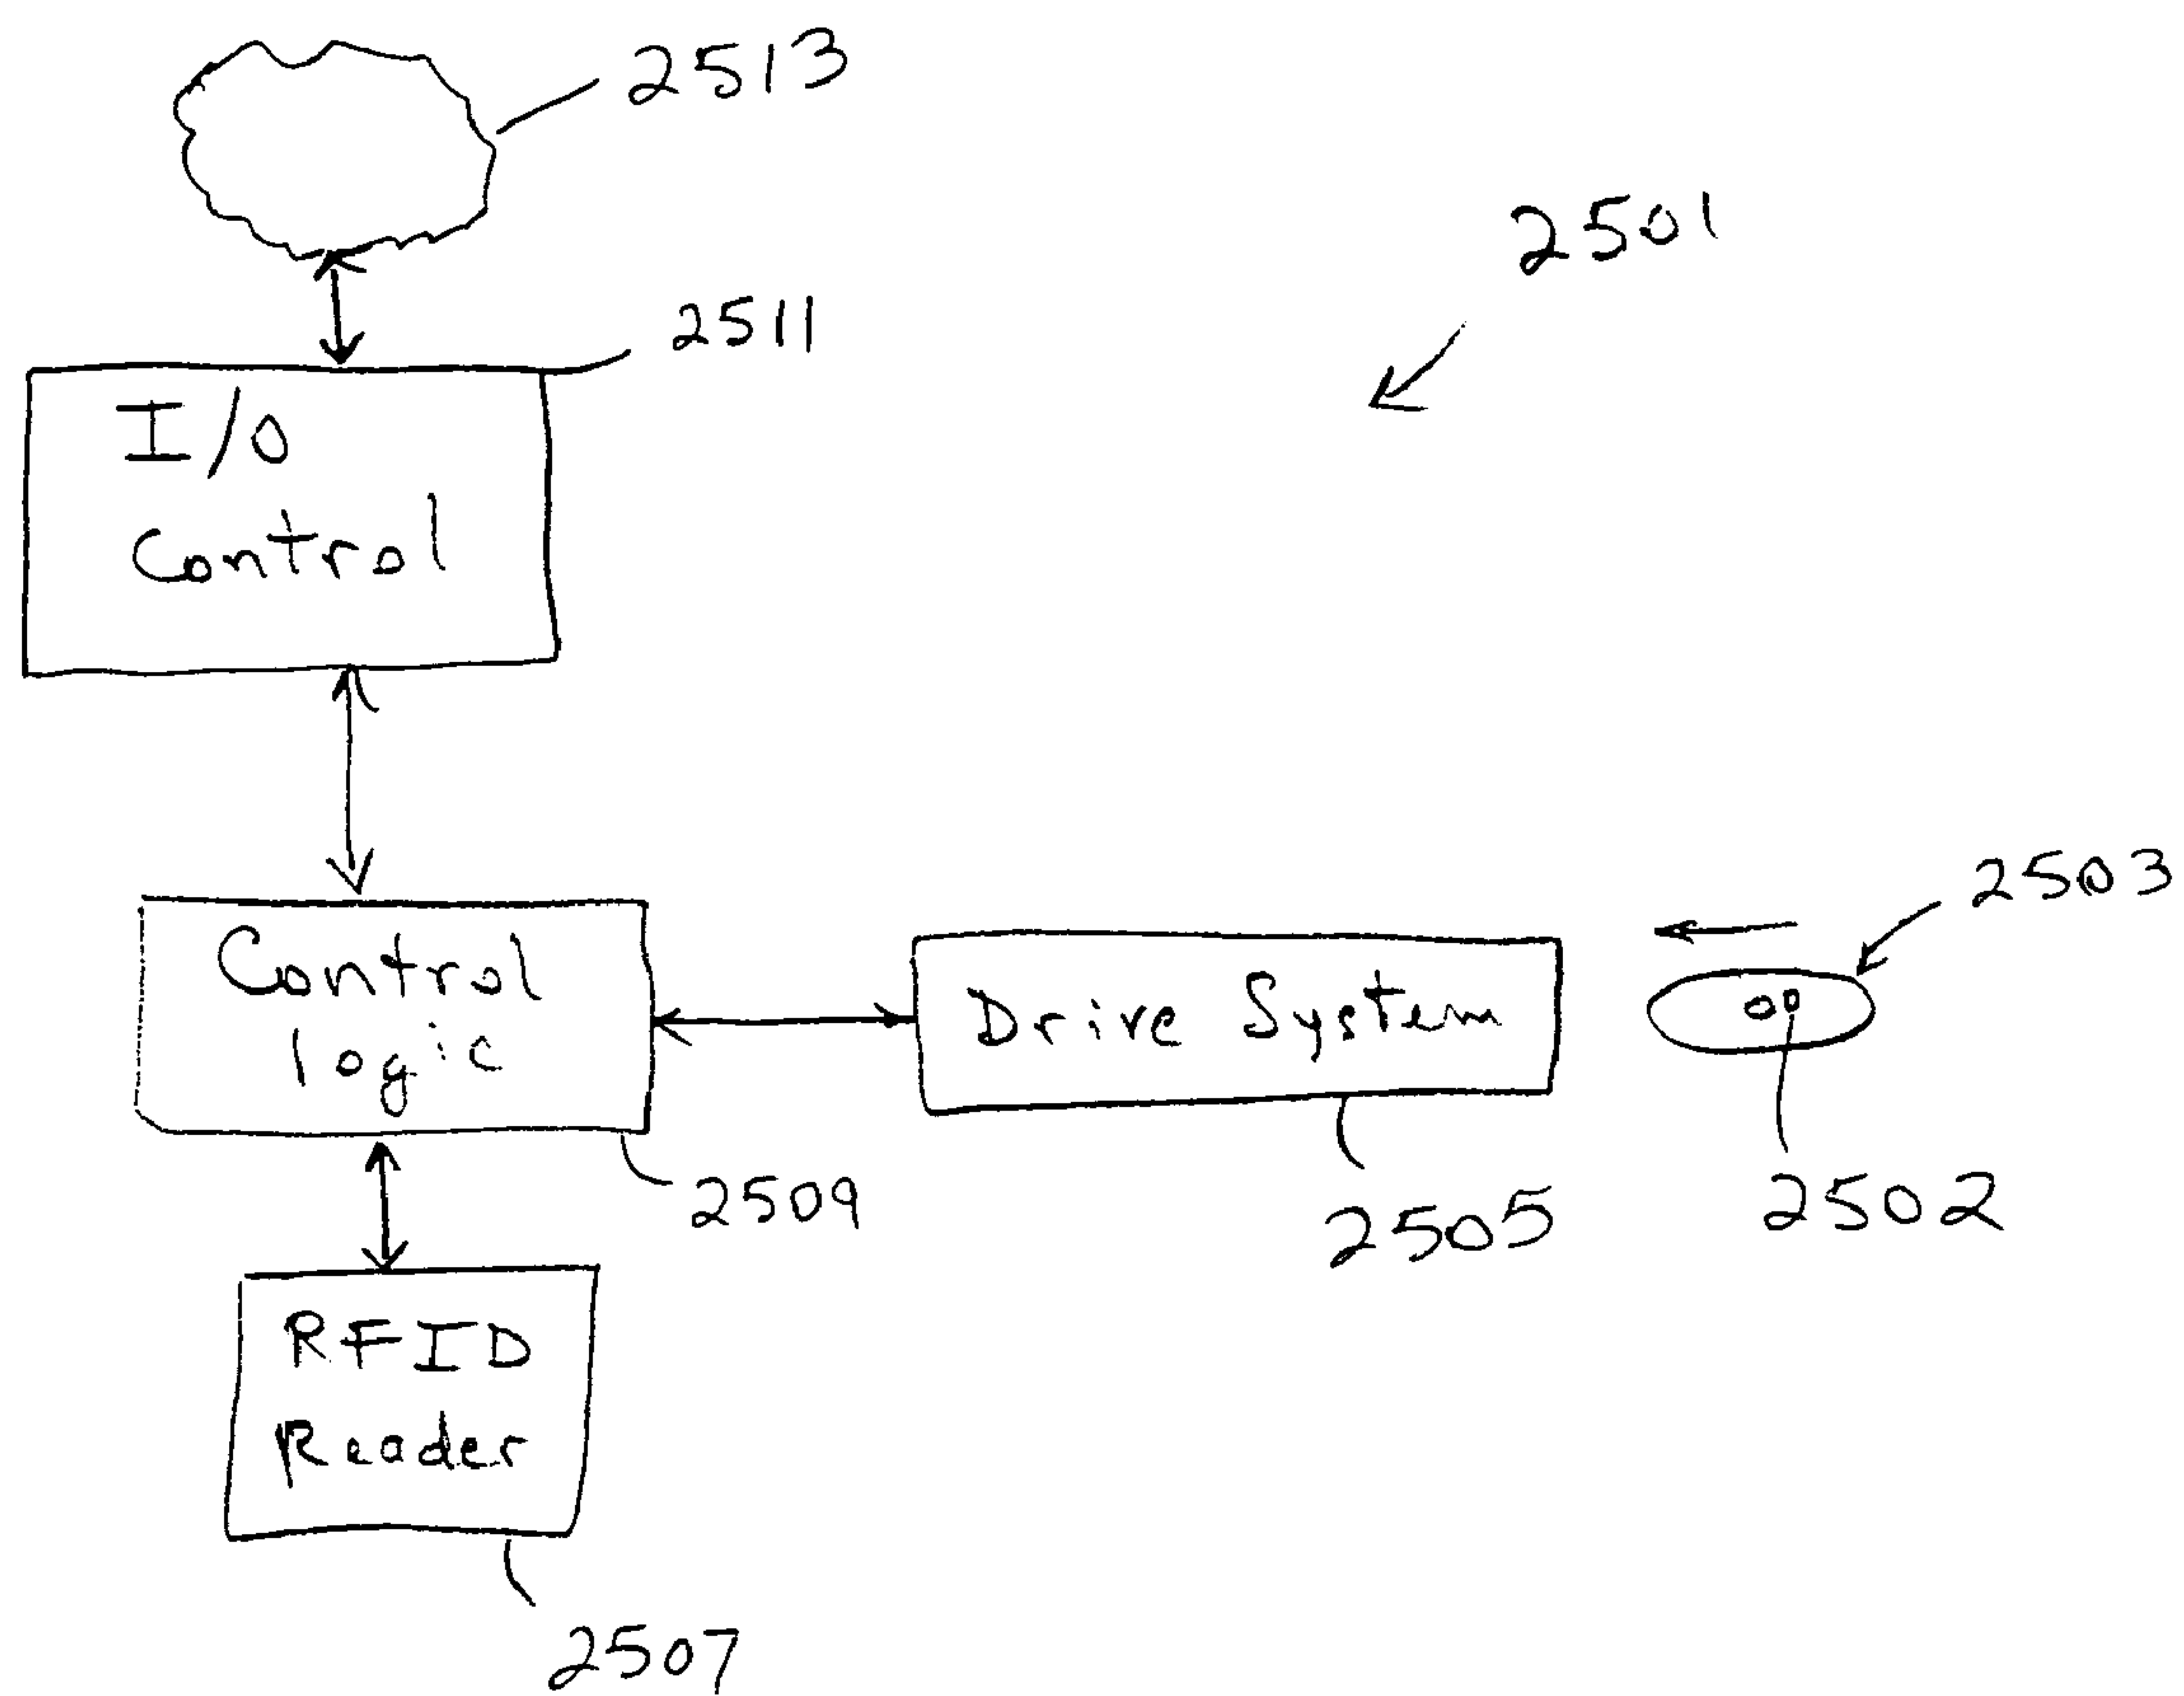 2513
2501
2511
I/O
Control
2503
Control
logic
Drive System
2509
2505
2502
RFID
Reader
2507